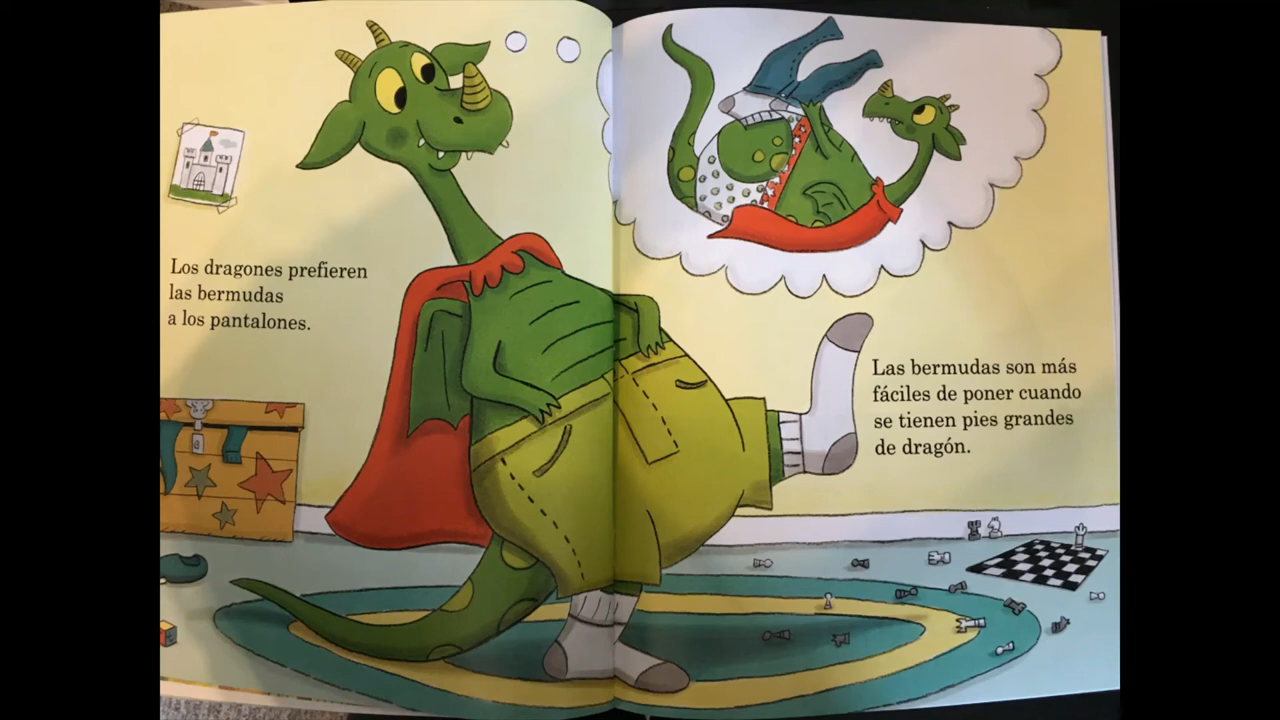 Los dragones prefieren
las bermudas
a los pantalones.
Las bermudas son más
fáciles de poner cuando
se tienen pies grandes
de dragón.